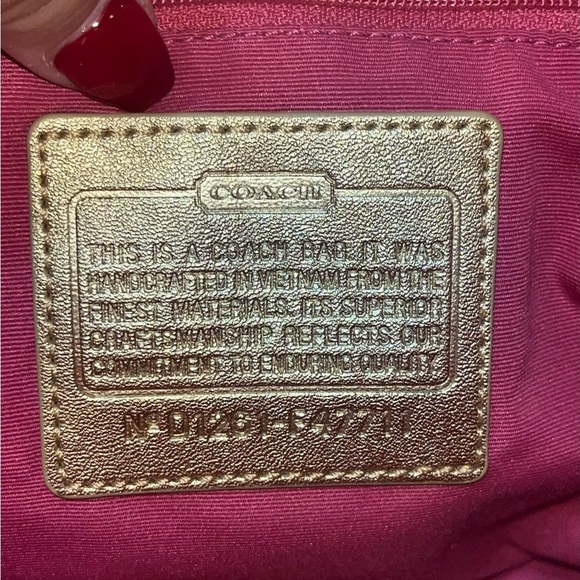 COACH
THIS IS A COACH BAG. IT WAS
HANDCRAFTED IN VIETNAM FROM THE
FINEST MATERIALS. ITS SUPERIOR
CRAFTSMANSHIP REFLECTS OUR
COMMITMENT TO ENDURING QUALITY.
Nº D1261-F47711